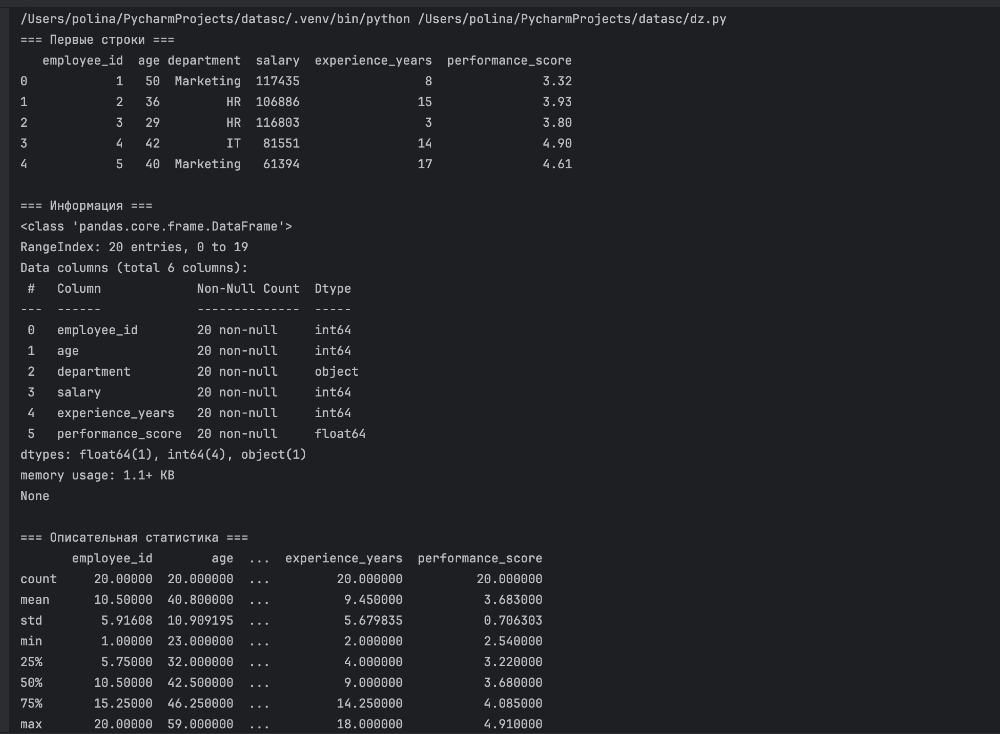 /Users/polina/PycharmProjects/datasc/.venv/bin/python /Users/polina/PycharmProjects/datasc/dz.py
=== Первые строки ===
   employee_id  age department  salary  experience_years  performance_score
0            1   50  Marketing  117435                 8               3.32
1            2   36         HR  106886                15               3.93
2            3   29         HR  116803                 3               3.80
3            4   42         IT   81551                14               4.90
4            5   40  Marketing   61394                17               4.61

=== Информация ===
<class 'pandas.core.frame.DataFrame'>
RangeIndex: 20 entries, 0 to 19
Data columns (total 6 columns):
 #   Column             Non-Null Count  Dtype
---  ------             --------------  -----
 0   employee_id        20 non-null     int64
 1   age                20 non-null     int64
 2   department         20 non-null     object
 3   salary             20 non-null     int64
 4   experience_years   20 non-null     int64
 5   performance_score  20 non-null     float64
dtypes: float64(1), int64(4), object(1)
memory usage: 1.1+ KB
None

=== Описательная статистика ===
       employee_id        age  ...  experience_years  performance_score
count     20.00000  20.000000  ...         20.000000          20.000000
mean      10.50000  40.800000  ...          9.450000           3.683000
std        5.91608  10.909195  ...          5.679835           0.706303
min        1.00000  23.000000  ...          2.000000           2.540000
25%        5.75000  32.000000  ...          4.000000           3.220000
50%       10.50000  42.500000  ...          9.000000           3.680000
75%       15.25000  46.250000  ...         14.250000           4.085000
max       20.00000  59.000000  ...         18.000000           4.910000